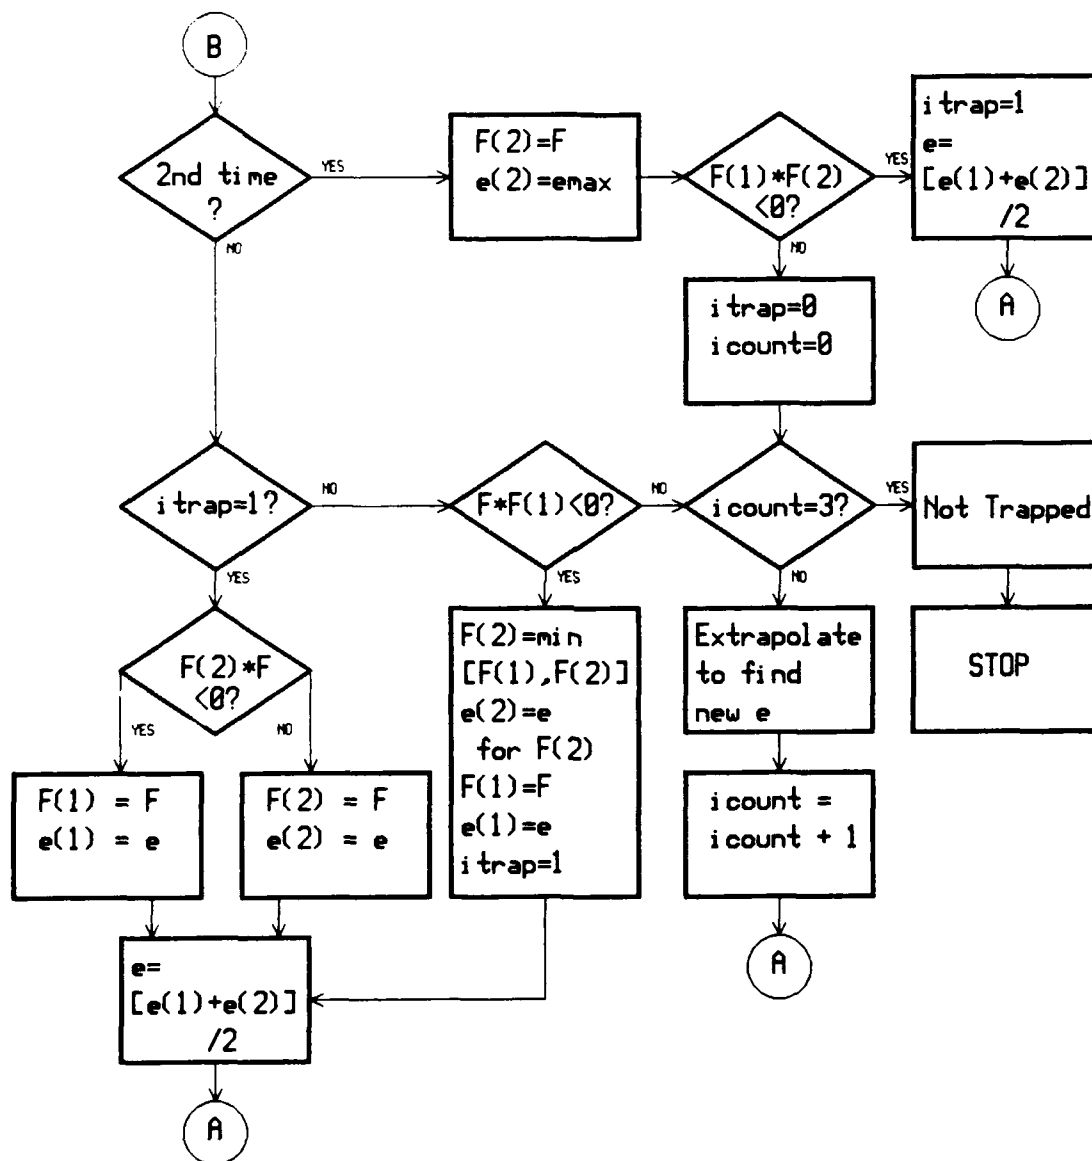 B
2nd time
?
YES
NO
F(2)=F
e(2)=emax
F(1)*F(2)
<0?
YES
NO
itrap=1
e=
[e(1)+e(2)]
/2
A
itrap=0
icount=0
itrap=1?
NO
YES
F*F(1)<0?
NO
YES
icount=3?
YES
NO
Not Trapped
STOP
F(2)*F
<0?
YES
NO
F(1) = F
e(1) = e
F(2) = F
e(2) = e
F(2)=min
[F(1),F(2)]
e(2)=e
for F(2)
F(1)=F
e(1)=e
itrap=1
Extrapolate
to find
new e
icount =
icount + 1
A
e=
[e(1)+e(2)]
/2
A